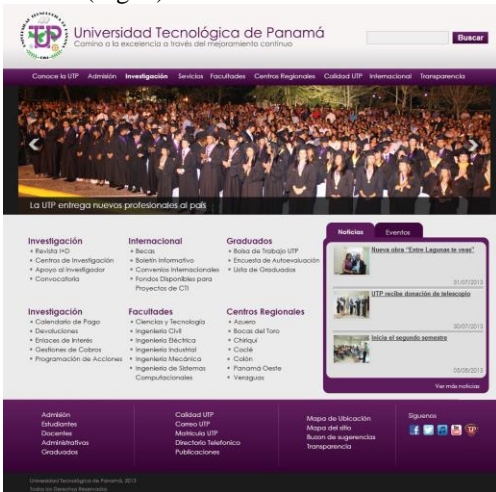 Universidad Tecnológica de Panamá
Camino a la excelencia a través del mejoramiento continuo
Buscar
Conoce la UTP Admisión Investigación Sevicios Facultades Centros Regionales Calidad UTP Internacional Transparencia
La UTP entrega nuevos profesionales al país
Investigación
Revista I+D
Centros de Investigación
Apoyo al Investigador
Convocatoria
Internacional
Becas
Boletín Informativo
Convenios Internacionales
Fondos Disponibles para
Proyectos de CTI
Graduados
Bolsa de Trabajo UTP
Encuesta de Autoevaluación
Lista de Graduados
Investigación
Calendario de Pago
Devoluciones
Enlaces de Interés
Gestiones de Cobros
Programación de Acciones
Facultades
Ciencias y Tecnología
Ingeniería Civil
Ingeniería Eléctrica
Ingeniería Industrial
Ingeniería Mecánica
Ingeniería de Sistemas
Computacionales
Centros Regionales
Azuero
Bocas del Toro
Chiriquí
Coclé
Colón
Panamá Oeste
Veraguas
Noticias Eventos
Nueva obra "Entre Lagunas te veas"
31/07/2013
UTP recibe donación de telescopio
30/07/2013
Inicia el segundo semestre
05/08/2013
Ver más noticias
Admisión
Estudiantes
Docentes
Administrativos
Graduados
Calidad UTP
Correo UTP
Matrícula UTP
Directorio Telefonico
Publicaciones
Mapa de Ubicación
Mapa del sitio
Buzon de sugerencias
Transparencia
Siguenos
Universidad Tecnológica de Panamá, 2013
Todos los Derechos Reservados